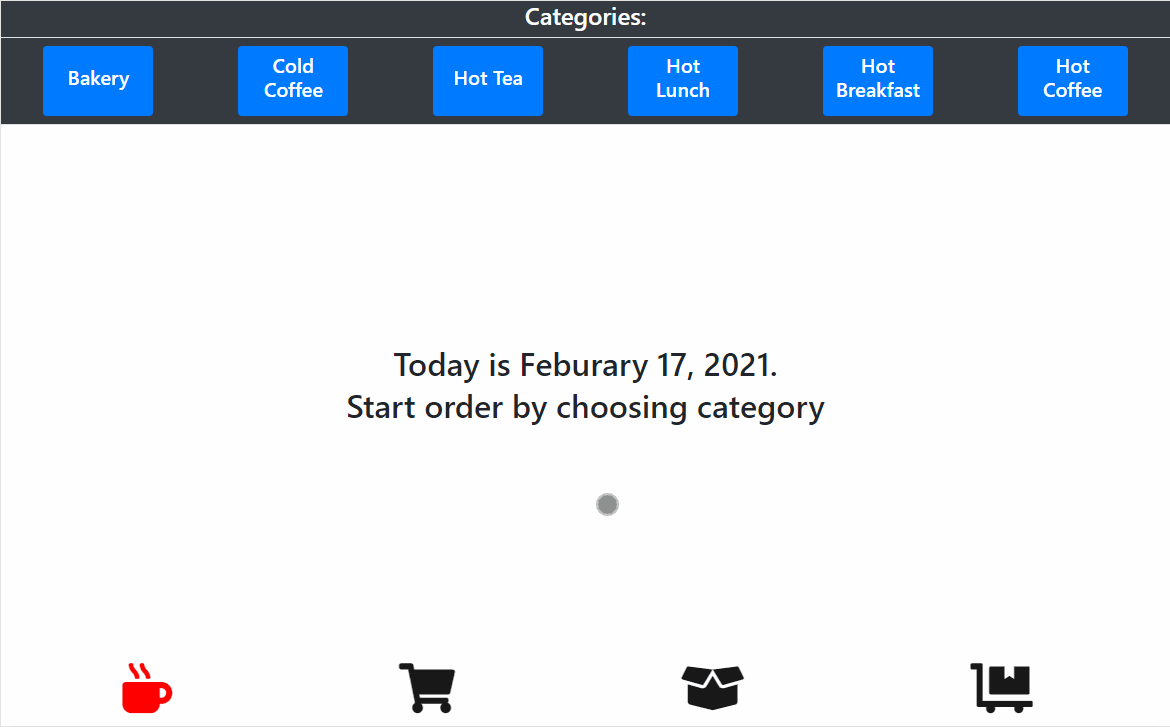 Categories:
Bakery
Cold
Coffee
Hot Tea
Hot
Lunch
Hot
Breakfast
Hot
Coffee
Today is Feburary 17, 2021.
Start order by choosing category